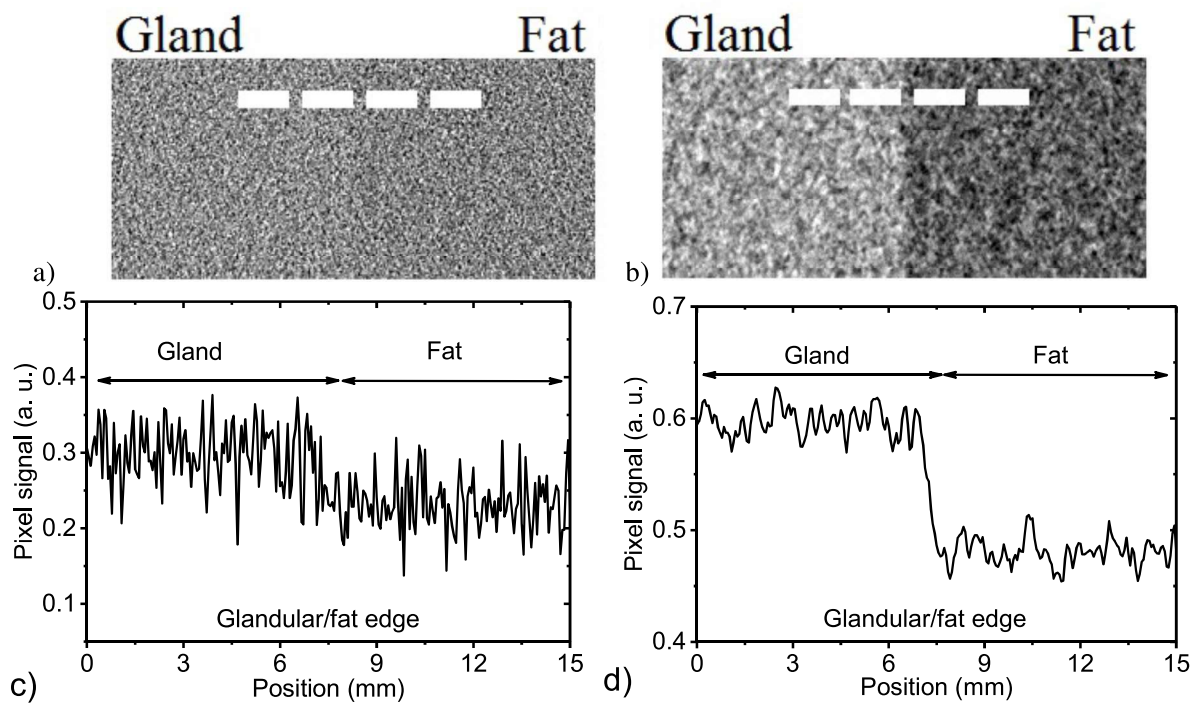 Gland Fat
Gland Fat
a)
b)
0.5
0.4
0.3
0.2
0.1
Pixel signal (a. u.)
Gland
Fat
Glandular/fat edge
0 3 6 9 12 15
Position (mm)
c)
0.7
0.6
0.5
0.4
Pixel signal (a. u.)
Gland
Fat
Glandular/fat edge
0 3 6 9 12 15
Position (mm)
d)